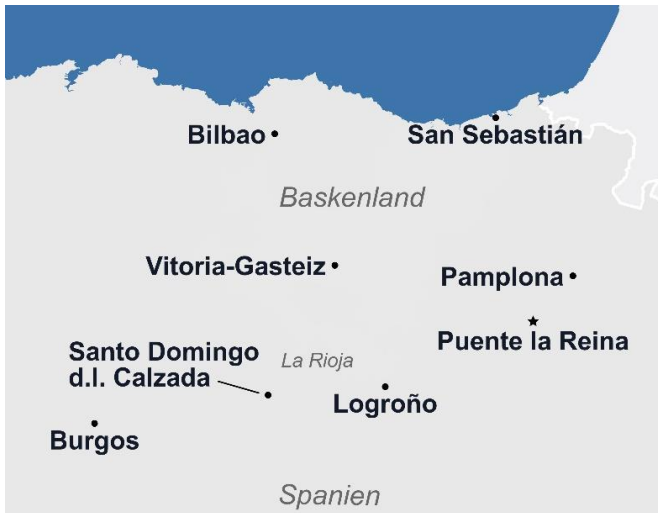 Bilbao
San Sebastián
Baskenland
Vitoria-Gasteiz
Pamplona
Puente la Reina
Santo Domingo
d.l. Calzada
La Rioja
Logroño
Burgos
Spanien